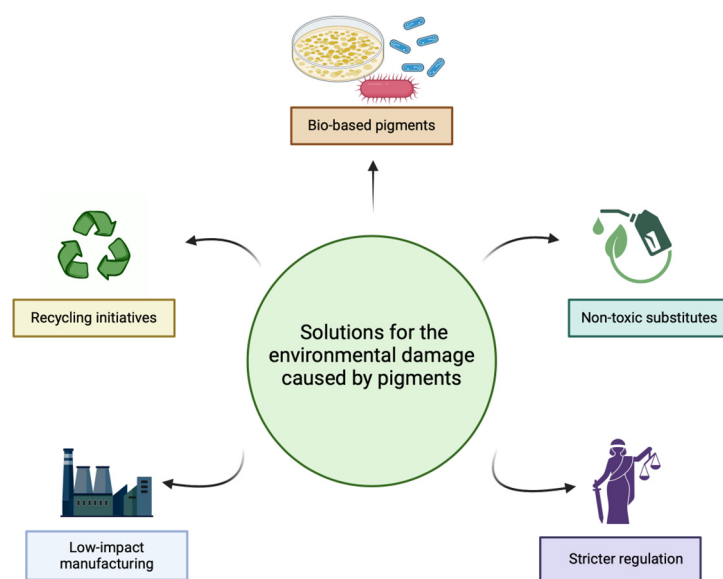 Bio-based pigments
Recycling initiatives
Non-toxic substitutes
Solutions for the
environmental damage
caused by pigments
Low-impact
manufacturing
Stricter regulation